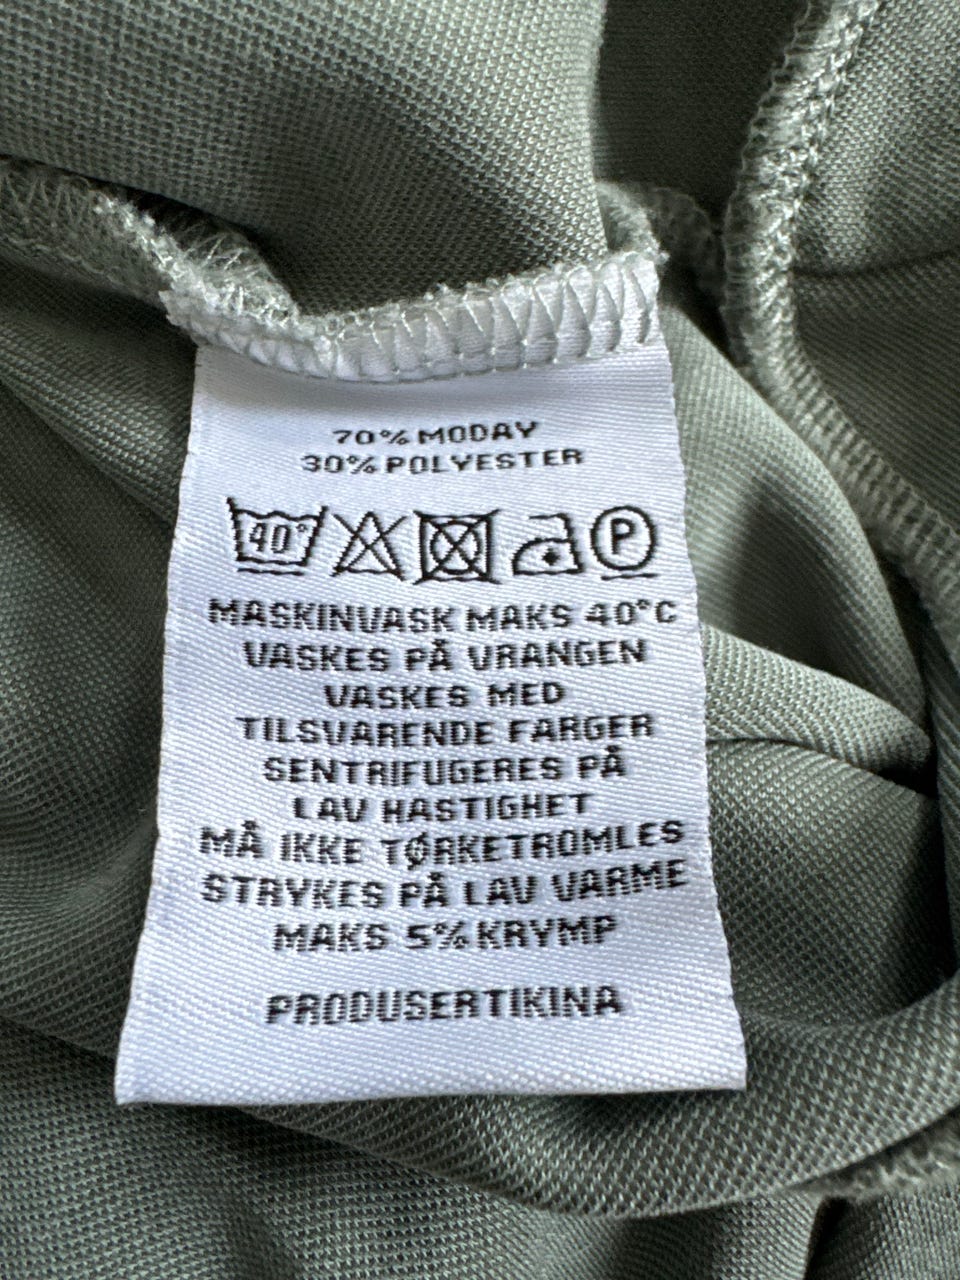 70% MODAY
30% POLYESTER
40° P
MASKINVASK MAKS 40°C
VASKES PÅ VRANGEN
VASKES MED
TILSVARENDE FARGER
SENTRIFUGERES PÅ
LAV HASTIGHET
MÅ IKKE TØRKETROMLES
STRYKES PÅ LAV VARME
MAKS 5% KRYMP
PRODUSERTIKINA